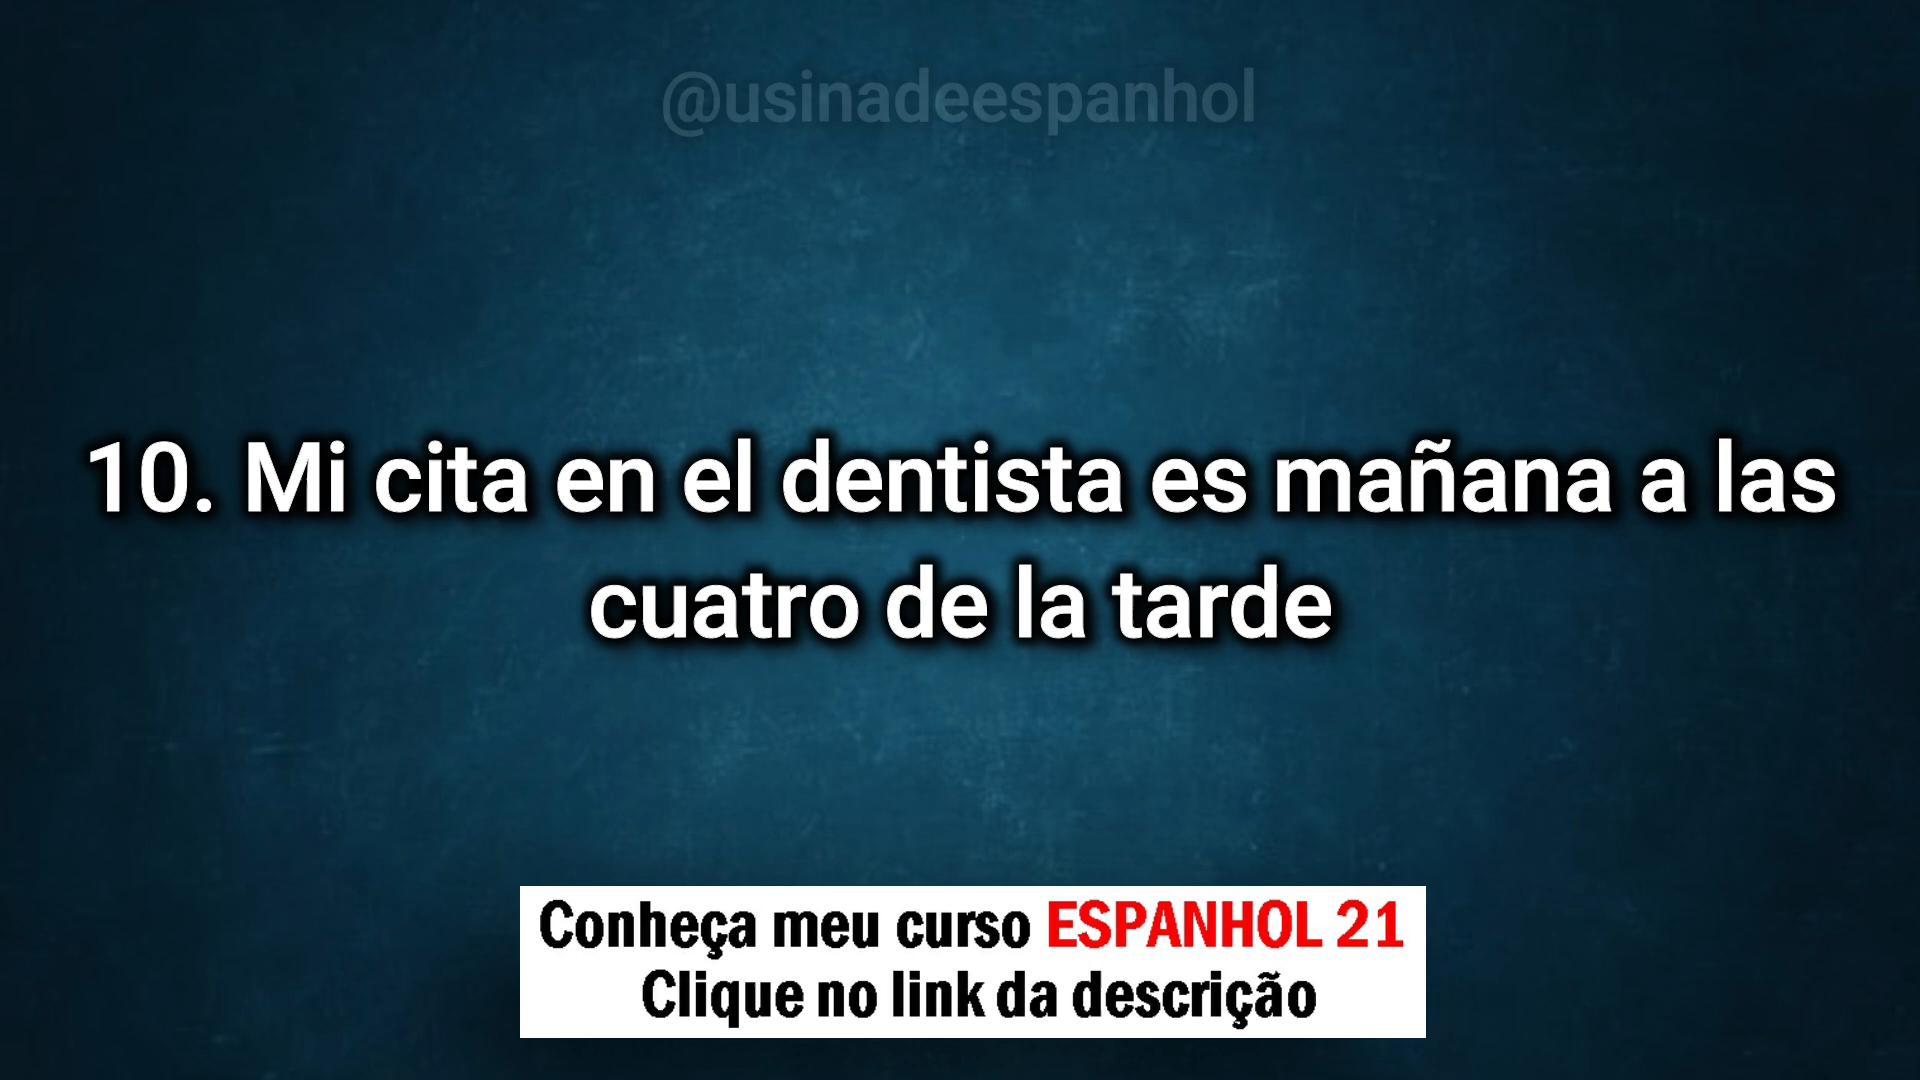 @usinadeespanhol
10. Mi cita en el dentista es mañana a las
cuatro de la tarde
Conheça meu curso ESPANHOL 21
Clique no link da descrição